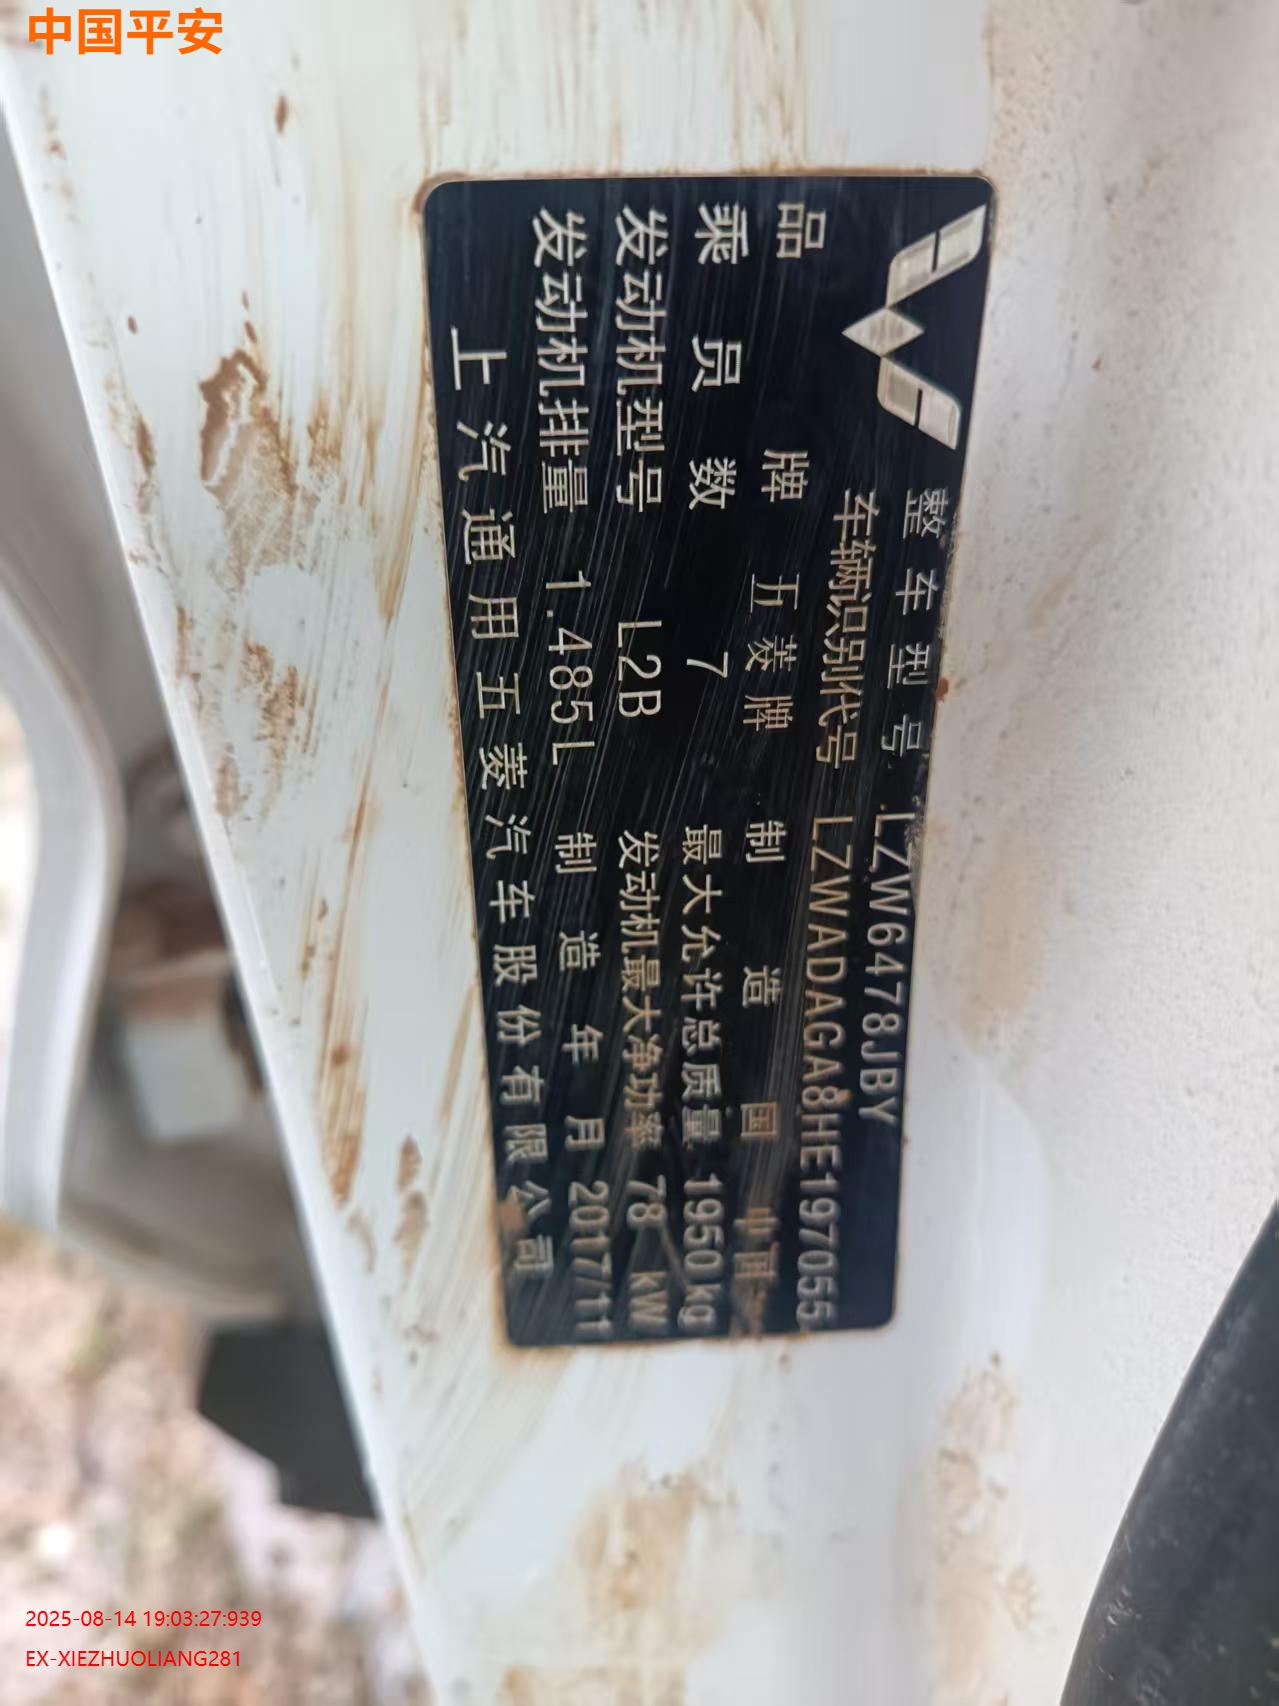 中国平安
整车型号 LZW6478JBY
车辆识别代号 LZWADAGA8HE197055
品牌 五菱牌 制造国 中国
乘员数 7 最大允许总质量 1950kg
发动机型号 L2B 发动机最大净功率 78 kW
发动机排量 1.485L 制造年月 2017/11
上汽通用五菱汽车股份有限公司
2025-08-14 19:03:27:939
EX-XIEZHUOLIANG281